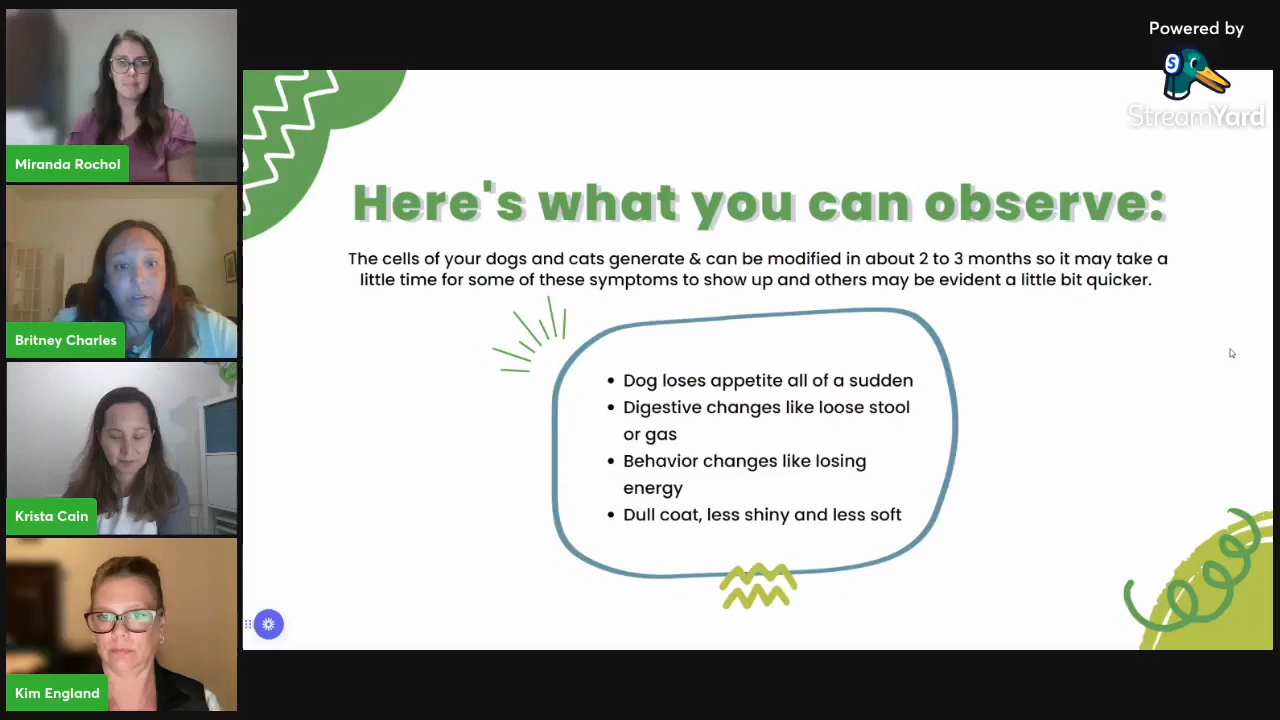 Powered by
S
StreamYard
Miranda Rochol
Britney Charles
Krista Cain
Kim England
Here's what you can observe:
The cells of your dogs and cats generate & can be modified in about 2 to 3 months so it may take a
little time for some of these symptoms to show up and others may be evident a little bit quicker.
• Dog loses appetite all of a sudden
• Digestive changes like loose stool
or gas
• Behavior changes like losing
energy
• Dull coat, less shiny and less soft